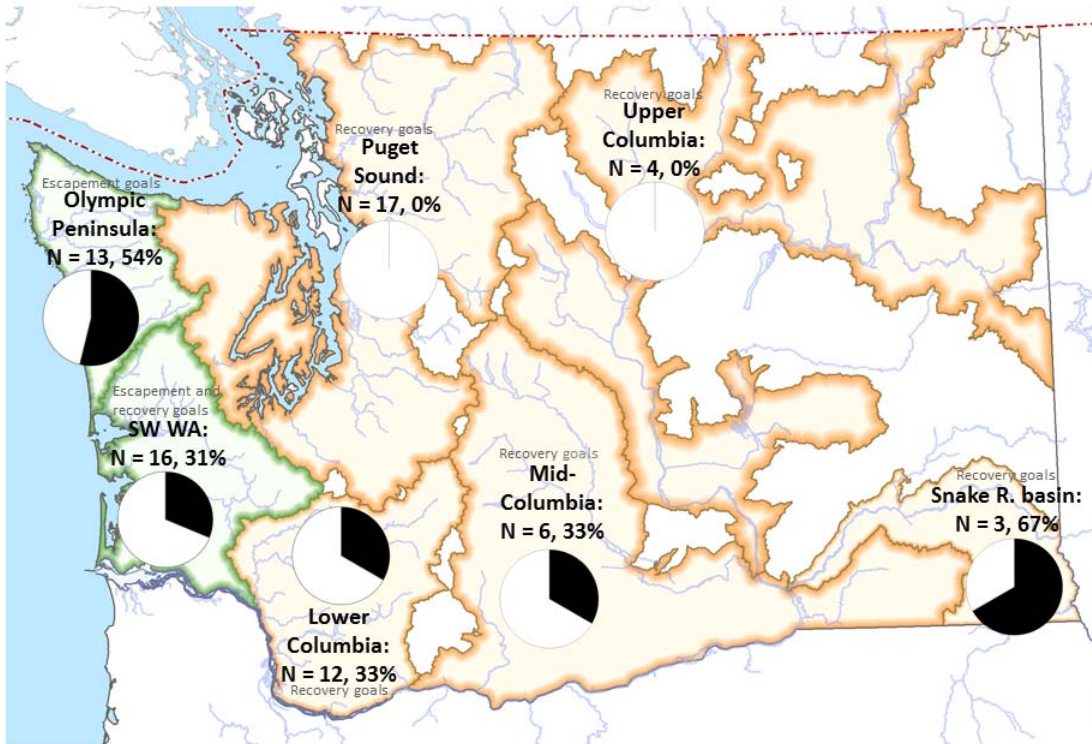 Recovery goals
Puget
Sound:
N = 17, 0%
Recovery goals
Upper
Columbia:
N = 4, 0%
Escapement goals
Olympic
Peninsula:
N = 13, 54%
Escapement and
recovery goals
SW WA:
N = 16, 31%
Lower
Columbia:
N = 12, 33%
Recovery goals
Recovery goals
Mid-
Columbia:
N = 6, 33%
Recovery goals
Snake R. basin:
N = 3, 67%